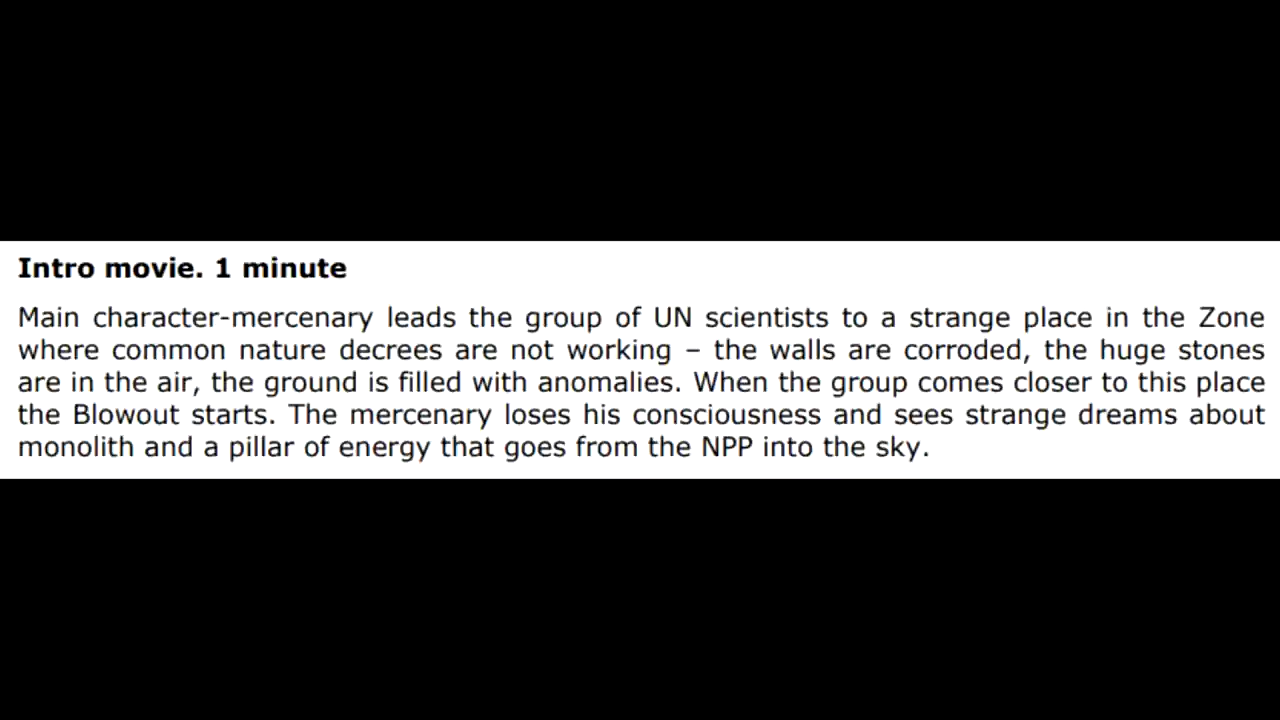 Intro movie. 1 minute
Main character-mercenary leads the group of UN scientists to a strange place in the Zone
where common nature decrees are not working – the walls are corroded, the huge stones
are in the air, the ground is filled with anomalies. When the group comes closer to this place
the Blowout starts. The mercenary loses his consciousness and sees strange dreams about
monolith and a pillar of energy that goes from the NPP into the sky.